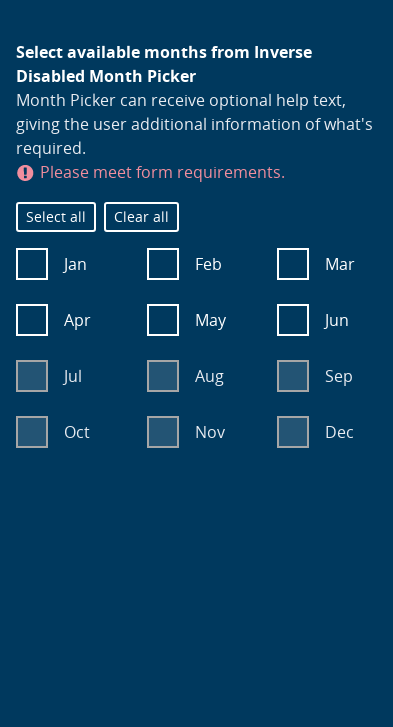 Select available months from Inverse
Disabled Month Picker
Month Picker can receive optional help text,
giving the user additional information of what's
required.
Please meet form requirements.
Select all Clear all
Jan Feb Mar
Apr May Jun
Jul Aug Sep
Oct Nov Dec